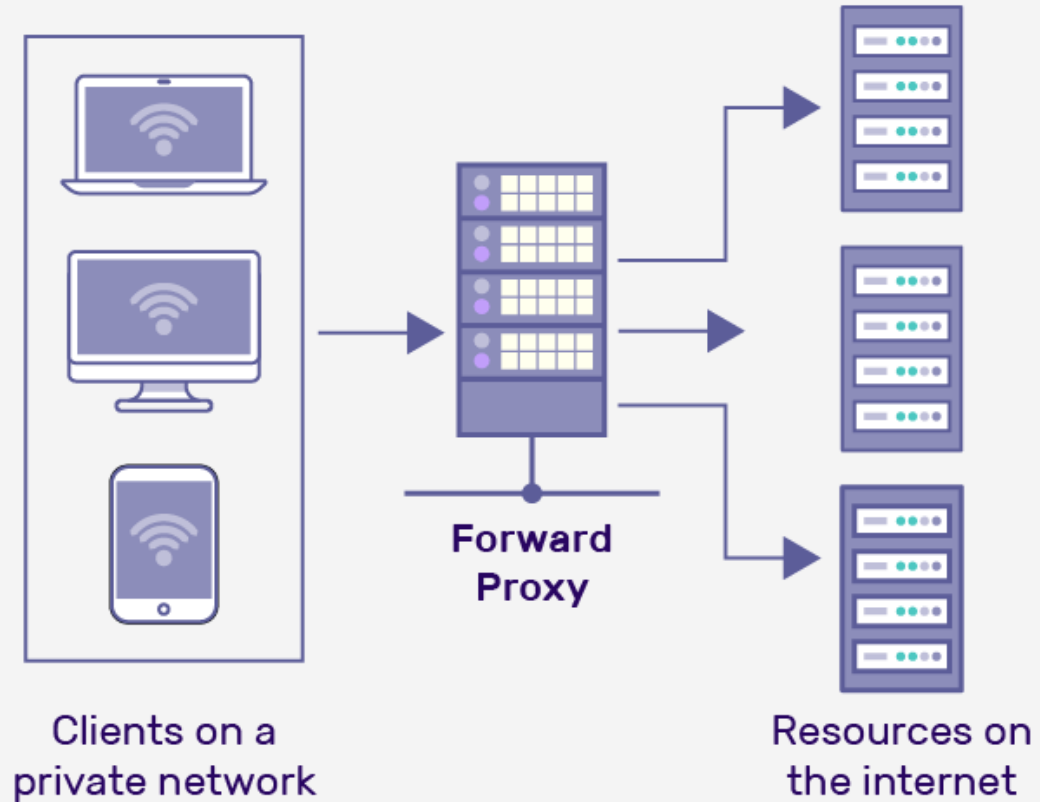 Forward
Proxy
Clients on a
private network
Resources on
the internet